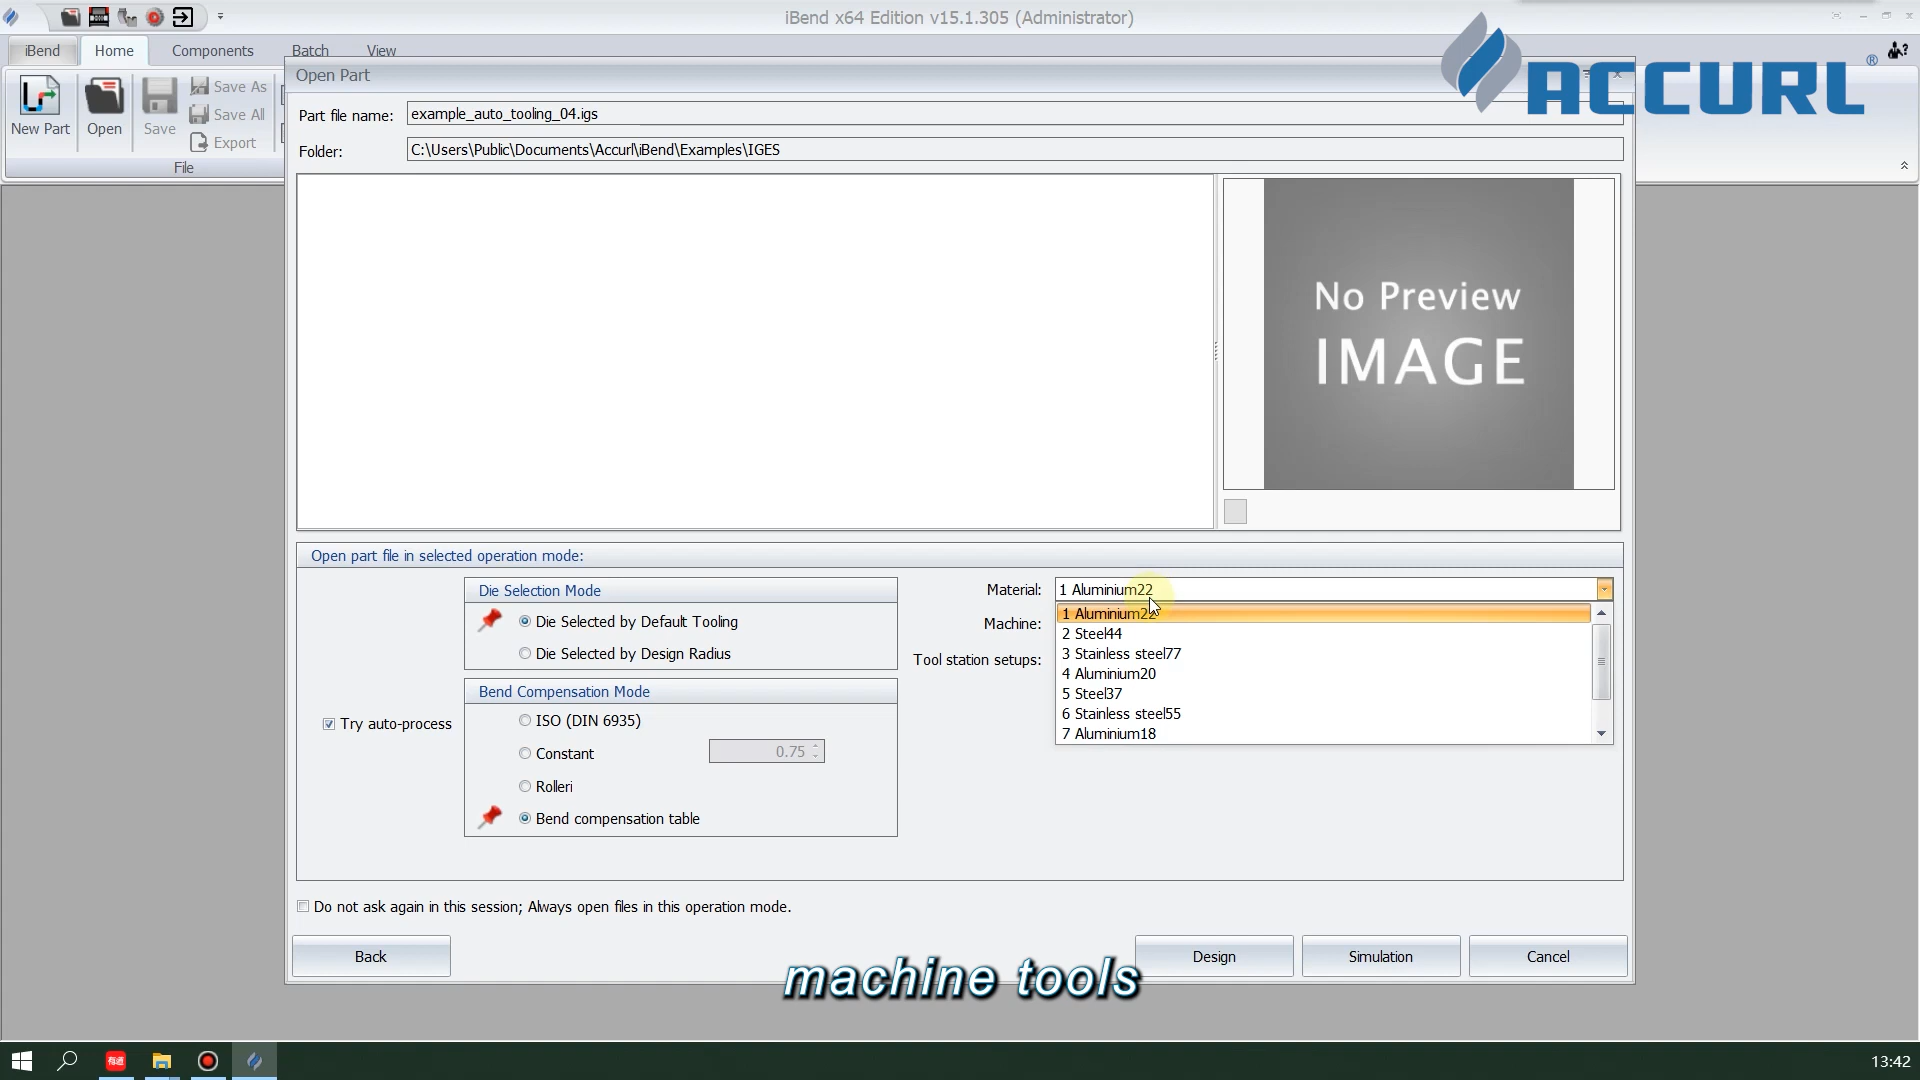 iBend x64 Edition v15.1.305 (Administrator)
iBend
Home
Components
Batch
View
New Part
Open
Save
Save As
Save All
Export
File
ACCURL
®
Open Part
Part file name:
example_auto_tooling_04.igs
Folder:
C:\Users\Public\Documents\Accurl\iBend\Examples\IGES
No Preview
IMAGE
Open part file in selected operation mode:
Try auto-process
Die Selection Mode
Die Selected by Default Tooling
Die Selected by Design Radius
Bend Compensation Mode
ISO (DIN 6935)
Constant
0.75
Rolleri
Bend compensation table
Material:
1 Aluminium22
Machine:
Tool station setups:
1 Aluminium22
2 Steel44
3 Stainless steel77
4 Aluminium20
5 Steel37
6 Stainless steel55
7 Aluminium18
Do not ask again in this session; Always open files in this operation mode.
Back
Design
Simulation
Cancel
machine tools
有道
13:42